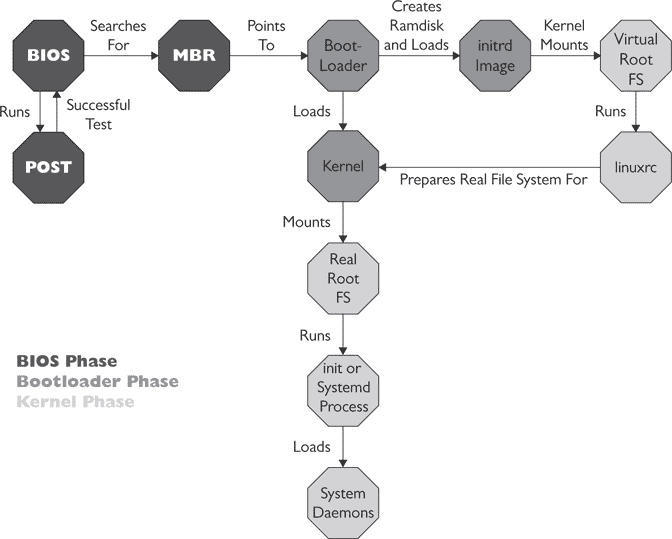 Searches
For
Points
To
Creates
Ramdisk
and Loads
Kernel
Mounts
BIOS
MBR
Boot-
Loader
initrd
Image
Virtual
Root
FS
Runs
Successful
Test
Loads
Runs
POST
Kernel
Prepares Real File System For
linuxrc
Mounts
Real
Root
FS
Runs
BIOS Phase
Bootloader Phase
Kernel Phase
init or
Systemd
Process
Loads
System
Daemons